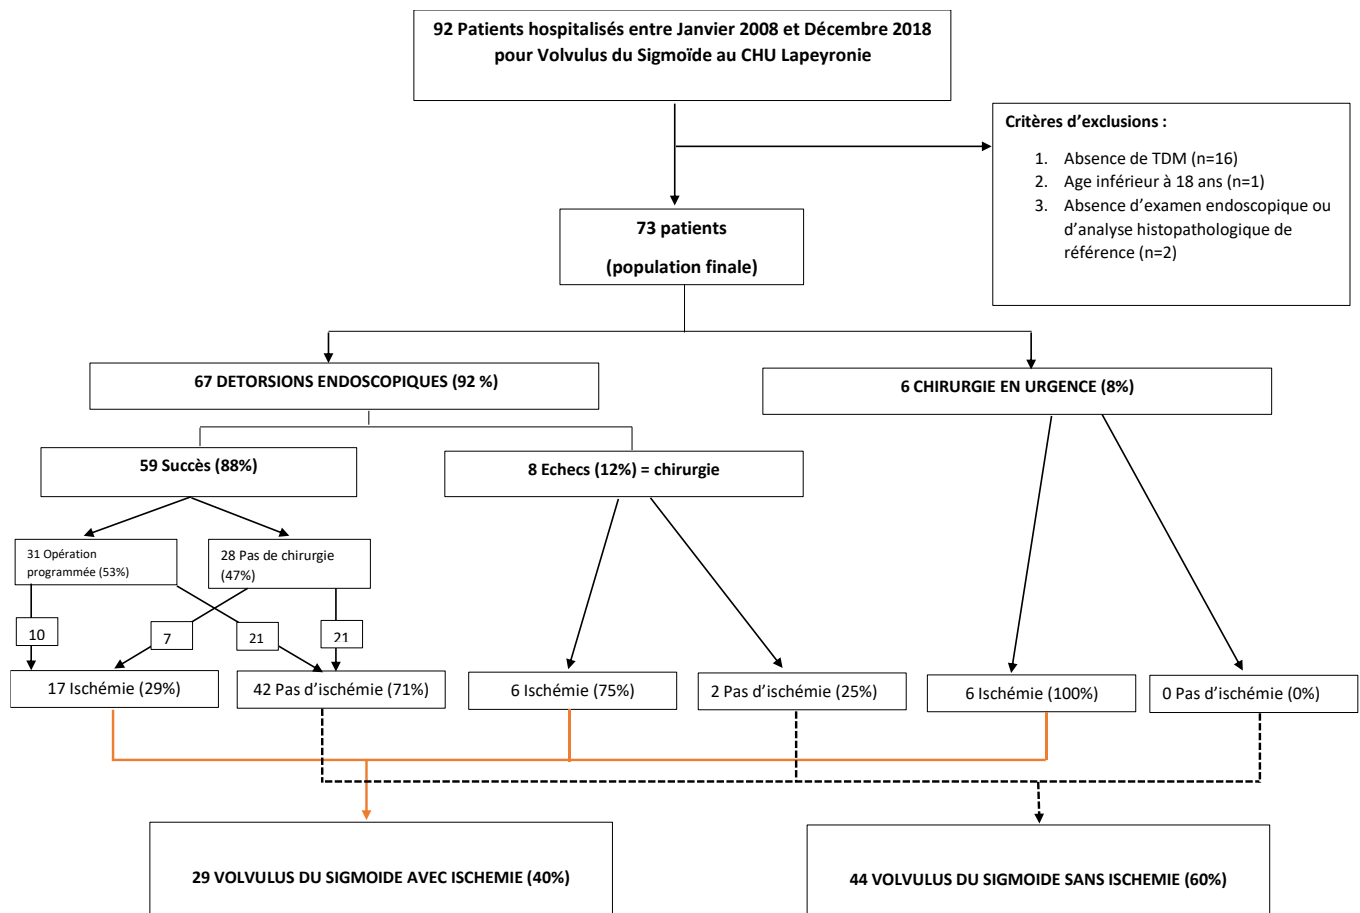 92 Patients hospitalisés entre Janvier 2008 et Décembre 2018
pour Volvulus du Sigmoïde au CHU Lapeyronie
Critères d’exclusions :
1. Absence de TDM (n=16)
2. Age inférieur à 18 ans (n=1)
3. Absence d’examen endoscopique ou
d’analyse histopathologique de
référence (n=2)
73 patients
(population finale)
67 DETORSIONS ENDOSCOPIQUES (92 %)
6 CHIRURGIE EN URGENCE (8%)
59 Succès (88%)
8 Echecs (12%) = chirurgie
31 Opération
programmée (53%)
28 Pas de chirurgie
(47%)
10
7
21
21
17 Ischémie (29%)
42 Pas d’ischémie (71%)
6 Ischémie (75%)
2 Pas d’ischémie (25%)
6 Ischémie (100%)
0 Pas d’ischémie (0%)
29 VOLVULUS DU SIGMOIDE AVEC ISCHEMIE (40%)
44 VOLVULUS DU SIGMOIDE SANS ISCHEMIE (60%)